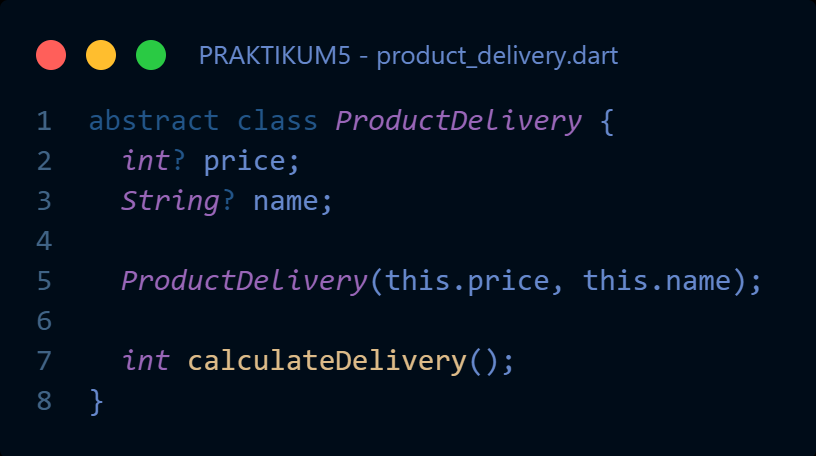 PRAKTIKUM5 - product_delivery.dart
1 abstract class ProductDelivery {
2   int? price;
3   String? name;
4
5   ProductDelivery(this.price, this.name);
6
7   int calculateDelivery();
8 }